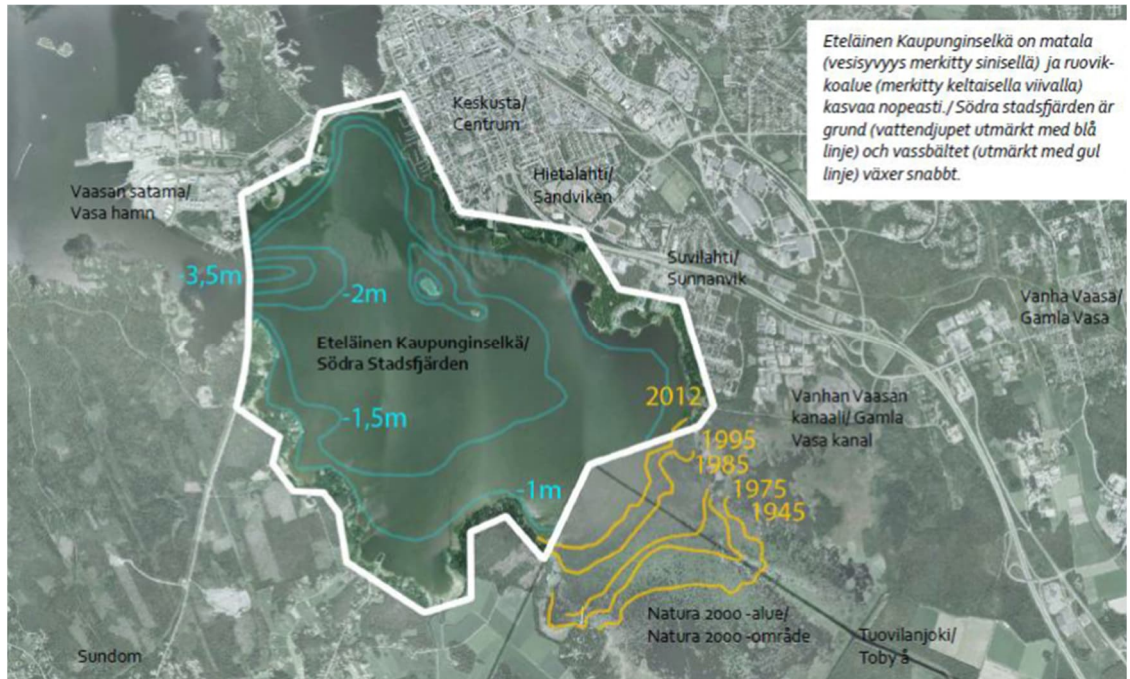 Eteläinen Kaupunginselkä on matala
(vesisyvyys merkitty sinisellä) ja ruovik-
koalue (merkitty keltaisella viivalla)
kasvaa nopeasti./ Södra stadsfjärden är
grund (vattendjupet utmärkt med blå
linje) och vassbältet (utmärkt med gul
linje) växer snabbt.
Keskusta/
Centrum
Vaasan satama/
Vasa hamn
Hietalahti/
Sandviken
Suvilahti/
Sunnanvik
-3,5m
-2m
Vanha Vaasa/
Gamla Vasa
Eteläinen Kaupunginselkä/
Södra Stadsfjärden
2012
Vanhan Vaasan
kanaali/ Gamla
Vasa kanal
-1,5m
1995
1985
1975
1945
-1m
Natura 2000 -alue/
Natura 2000 -område
Tuovilanjoki/
Toby å
Sundom